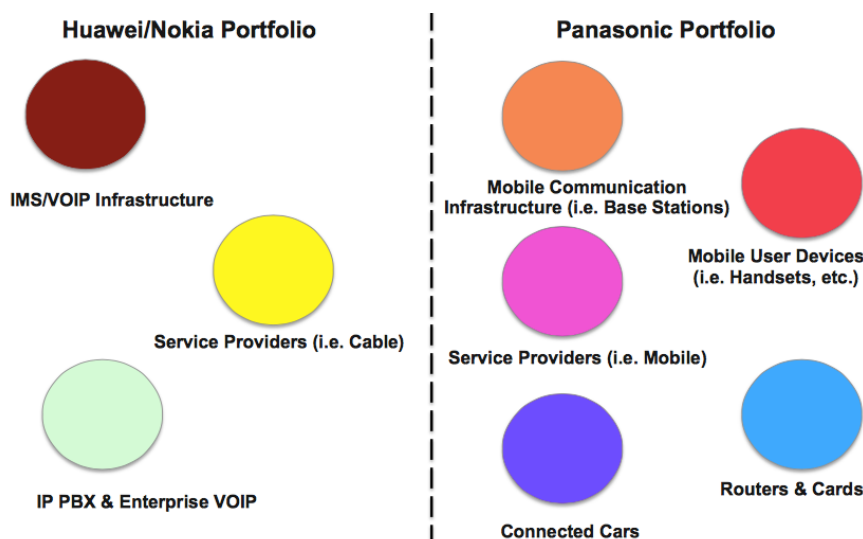 Huawei/Nokia Portfolio
IMS/VOIP Infrastructure
Service Providers (i.e. Cable)
IP PBX & Enterprise VOIP
Panasonic Portfolio
Mobile Communication
Infrastructure (i.e. Base Stations)
Mobile User Devices
(i.e. Handsets, etc.)
Service Providers (i.e. Mobile)
Routers & Cards
Connected Cars